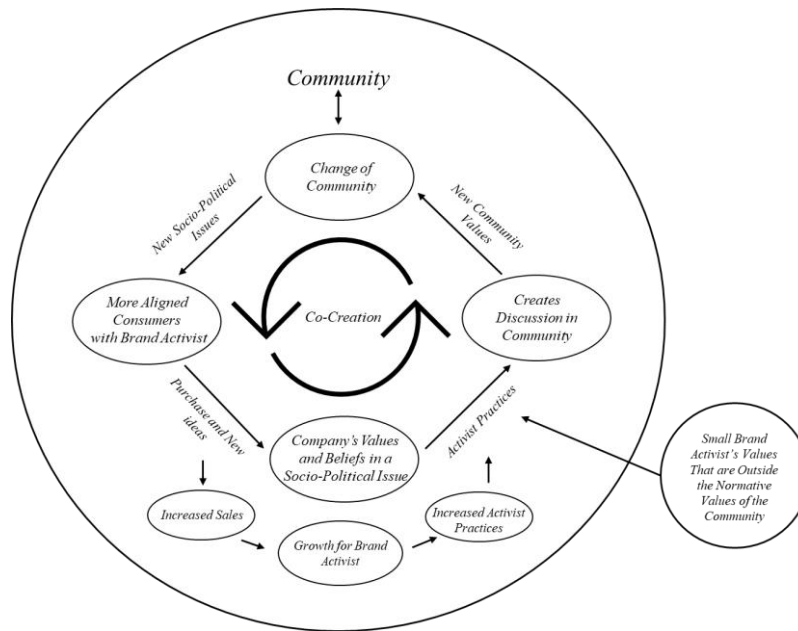 Community
Change of
Community
New Socio-Political
Issues
New Community
Values
More Aligned
Consumers
with Brand Activist
Co-Creation
Creates
Discussion in
Community
Purchase and New
ideas
Company's Values
and Beliefs in a
Socio-Political Issue
Activist Practices
Small Brand
Activist's Values
That are Outside
the Normative
Values of the
Community
Increased Sales
Growth for Brand
Activist
Increased Activist
Practices